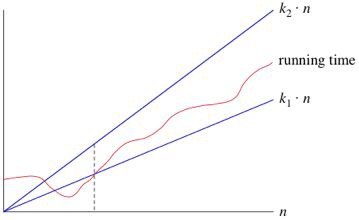 k₂ · n
running time
k₁ · n
n